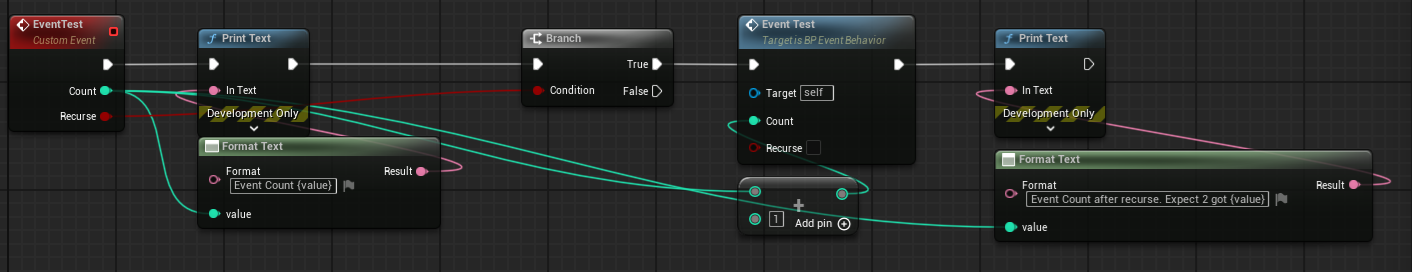 EventTest
Custom Event
Count
Recurse
f Print Text
In Text
Development Only
Format Text
Format
Event Count {value}
Result
value
Branch
True
Condition
False
Event Test
Target is BP Event Behavior
Target self
Count
Recurse
1
+
Add pin
f Print Text
In Text
Development Only
Format Text
Format
Event Count after recurse. Expect 2 got {value}
Result
value